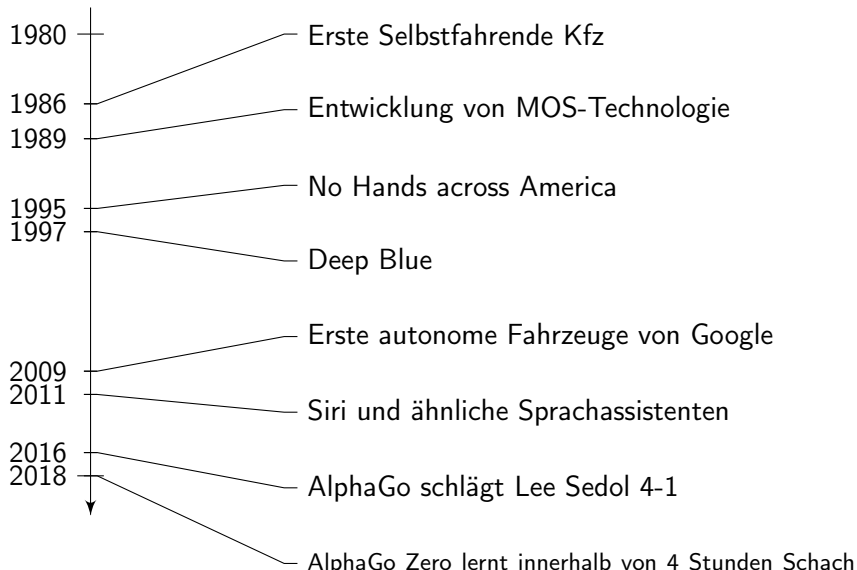 1980
Erste Selbstfahrende Kfz
1986
Entwicklung von MOS-Technologie
1989
No Hands across America
1995
1997
Deep Blue
Erste autonome Fahrzeuge von Google
2009
2011
Siri und ähnliche Sprachassistenten
2016
2018
AlphaGo schlägt Lee Sedol 4-1
AlphaGo Zero lernt innerhalb von 4 Stunden Schach